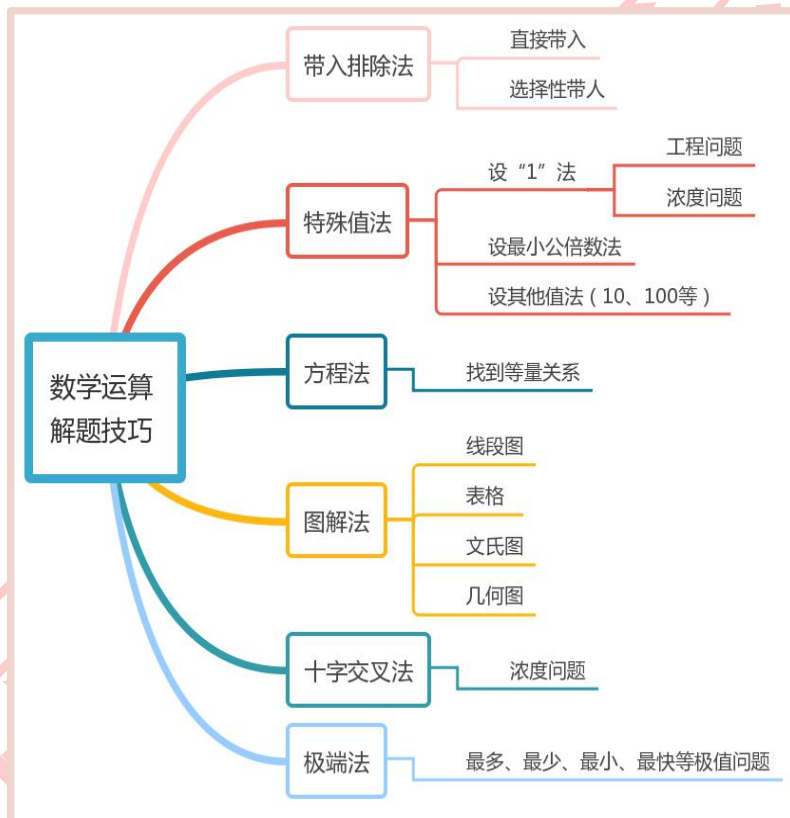 数学运算
解题技巧
带入排除法
直接带入
选择性带人
特殊值法
设“1”法
工程问题
浓度问题
设最小公倍数法
设其他值法（10、100等）
方程法
找到等量关系
图解法
线段图
表格
文氏图
几何图
十字交叉法
浓度问题
极端法
最多、最少、最小、最快等极值问题